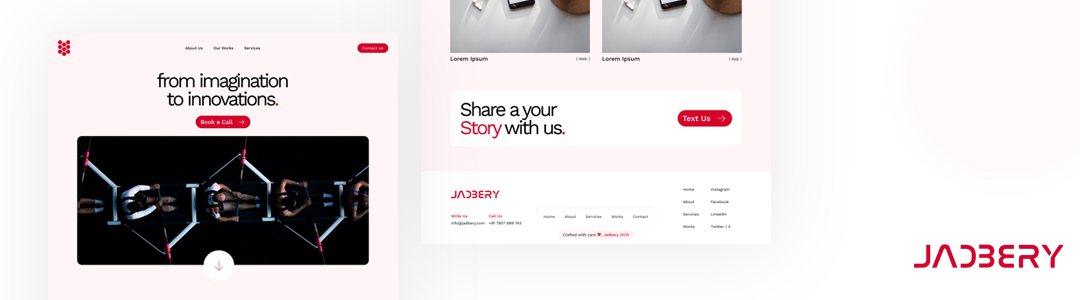 About Us
Our Works
Services
Contact Us
from imagination
to innovations.
Book a Call
Lorem Ipsum
( Web )
Lorem Ipsum
( App )
Share a your
Story with us.
Text Us
JADBERY
Write Us
info@jadbery.com
Call Us
+91 7907 889 742
Home
About
Services
Works
Contact
Crafted with care ❤, Jadbery 2025
Home
About
Services
Works
Instagram
Facebook
LinkedIn
Twitter / X
JADBERY